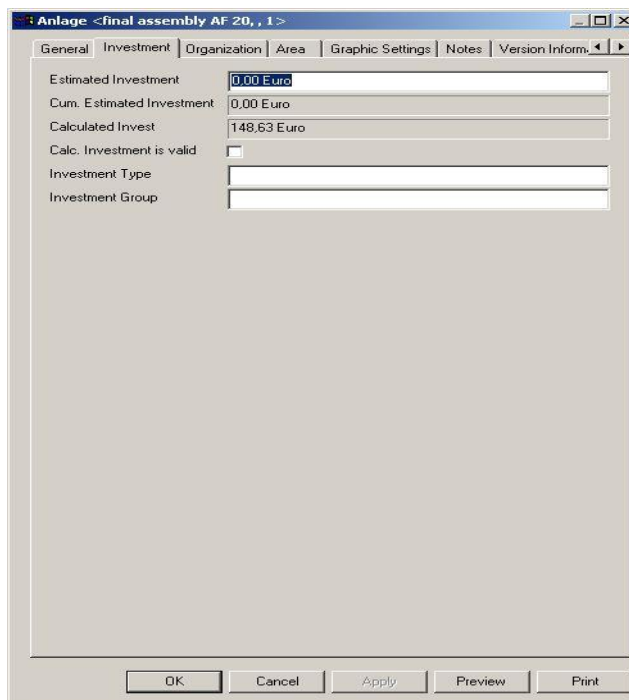 Anlage <final assembly AF 20, , 1>
General Investment Organization Area Graphic Settings Notes Version Inform
Estimated Investment 0,00 Euro
Cum. Estimated Investment 0,00 Euro
Calculated Invest 148,63 Euro
Calc. Investment is valid
Investment Type
Investment Group
OK Cancel Apply Preview Print